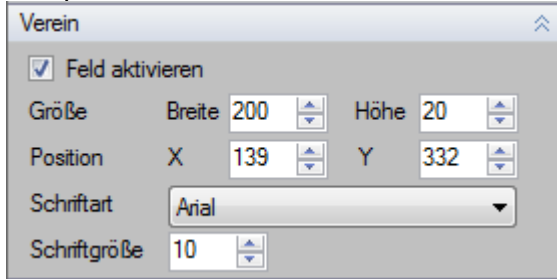 Verein
Feld aktivieren
Größe Breite 200 Höhe 20
Position X 139 Y 332
Schriftart Arial
Schriftgröße 10